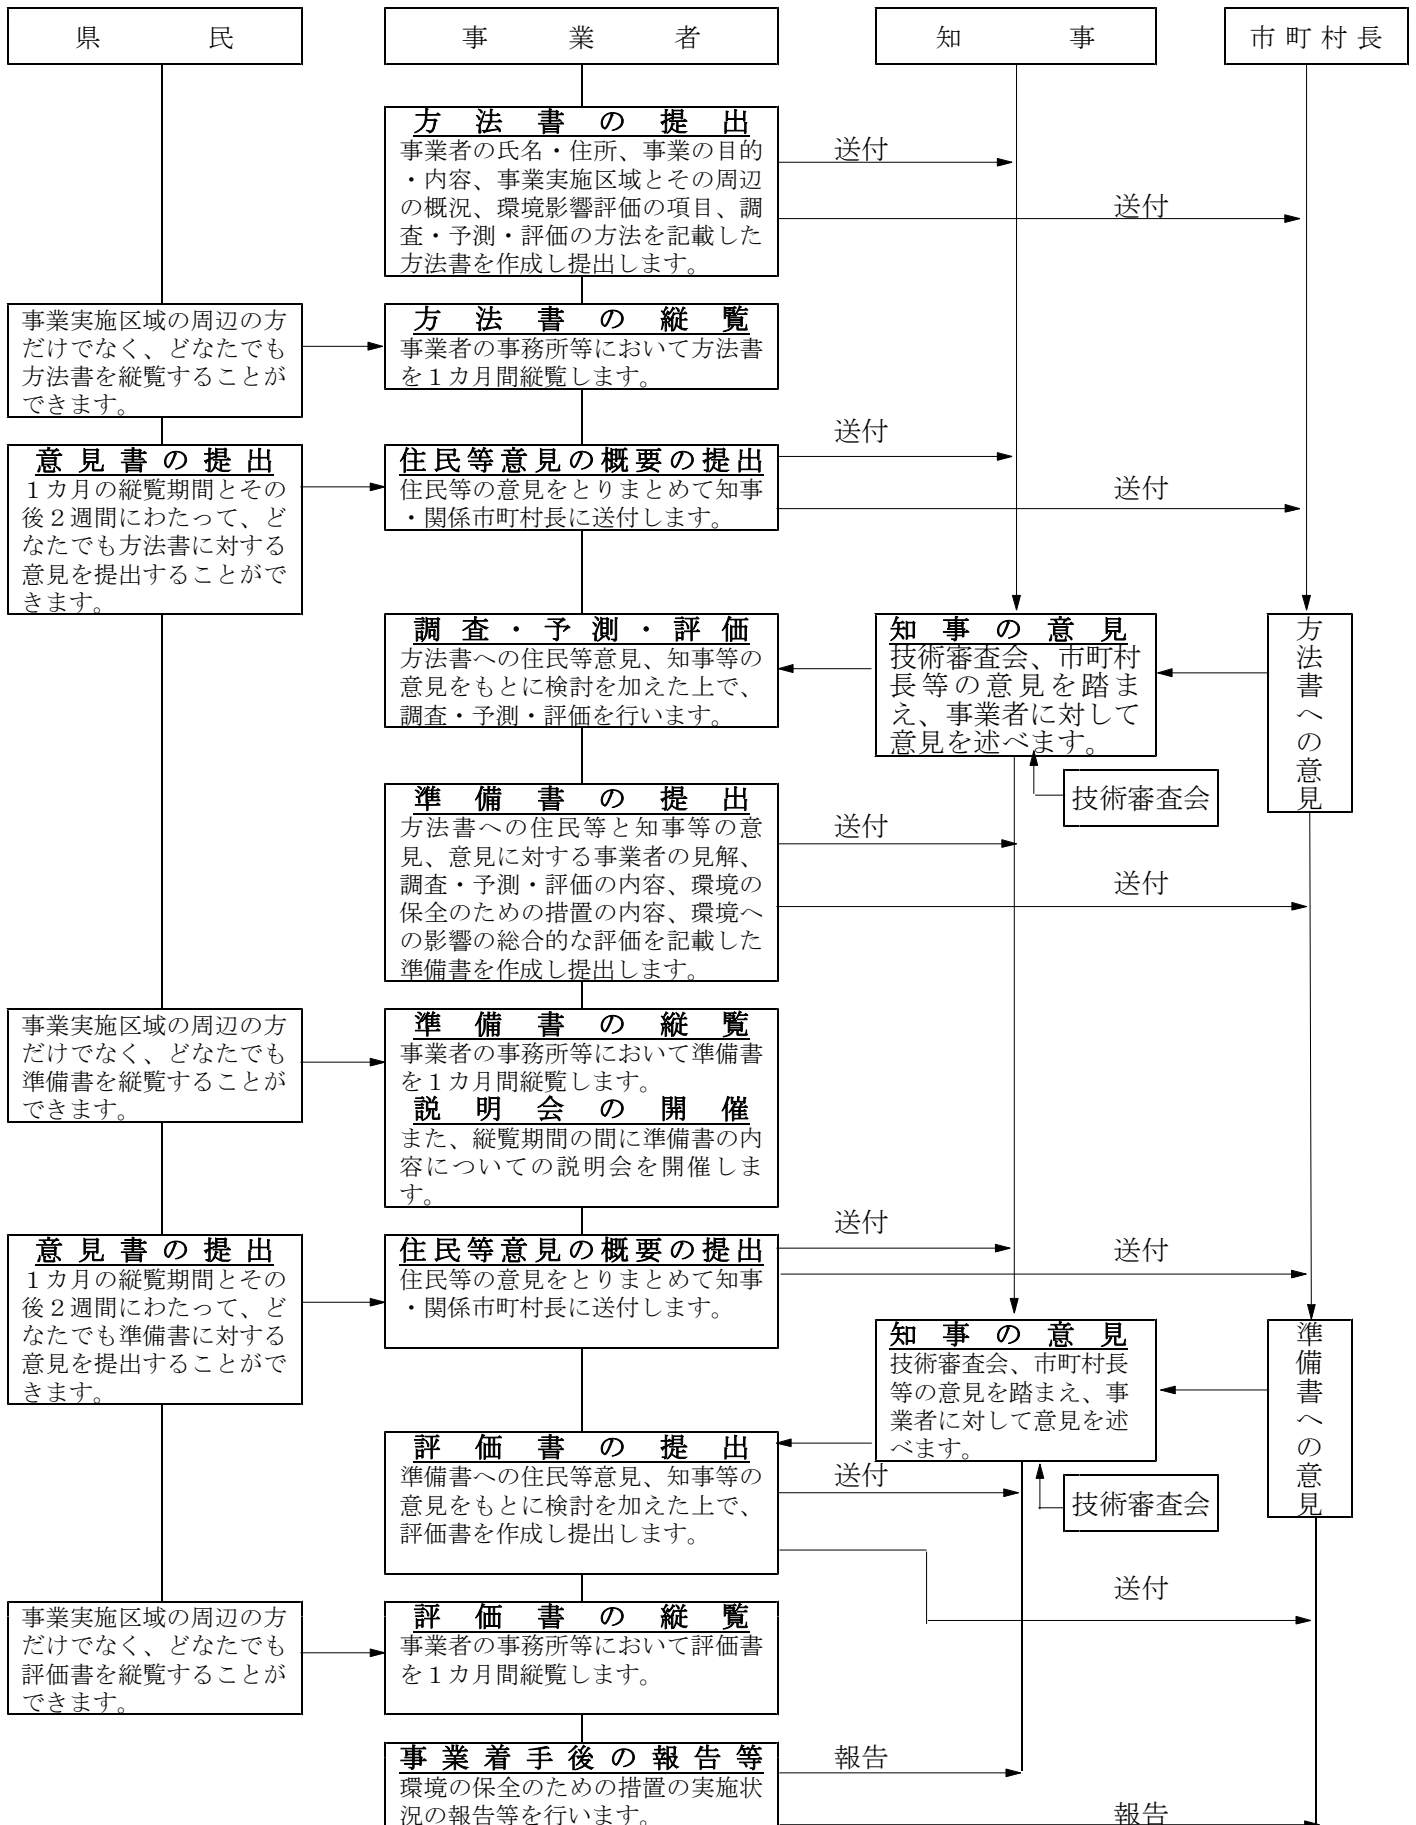 県民
事業者
知事
市町村長
方法書の提出
事業者の氏名・住所、事業の目的
・内容、事業実施区域とその周辺
の概況、環境影響評価の項目、調
査・予測・評価の方法を記載した
方法書を作成し提出します。
送付
送付
事業実施区域の周辺の方
だけでなく、どなたでも
方法書を縦覧することが
できます。
方法書の縦覧
事業者の事務所等において方法書
を１カ月間縦覧します。
意見書の提出
１カ月の縦覧期間とその
後２週間にわたって、ど
なたでも方法書に対する
意見を提出することがで
きます。
住民等意見の概要の提出
住民等の意見をとりまとめて知事
・関係市町村長に送付します。
送付
送付
調査・予測・評価
方法書への住民等意見、知事等の
意見をもとに検討を加えた上で、
調査・予測・評価を行います。
知事の意見
技術審査会、市町村
長等の意見を踏ま
え、事業者に対して
意見を述べます。
方法書への意見
技術審査会
準備書の提出
方法書への住民等と知事等の意
見、意見に対する事業者の見解、
調査・予測・評価の内容、環境の
保全のための措置の内容、環境へ
の影響の総合的な評価を記載した
準備書を作成し提出します。
送付
送付
事業実施区域の周辺の方
だけでなく、どなたでも
準備書を縦覧することが
できます。
準備書の縦覧
事業者の事務所等において準備書
を１カ月間縦覧します。
説明会の開催
また、縦覧期間の間に準備書の内
容についての説明会を開催しま
す。
意見書の提出
１カ月の縦覧期間とその
後２週間にわたって、ど
なたでも準備書に対する
意見を提出することがで
きます。
住民等意見の概要の提出
住民等の意見をとりまとめて知事
・関係市町村長に送付します。
送付
送付
知事の意見
技術審査会、市町村長
等の意見を踏まえ、事
業者に対して意見を述
べます。
準備書への意見
技術審査会
評価書の提出
準備書への住民等意見、知事等の
意見をもとに検討を加えた上で、
評価書を作成し提出します。
送付
送付
事業実施区域の周辺の方
だけでなく、どなたでも
評価書を縦覧することが
できます。
評価書の縦覧
事業者の事務所等において評価書
を１カ月間縦覧します。
事業着手後の報告等
環境の保全のための措置の実施状
況の報告等を行います。
報告
報告